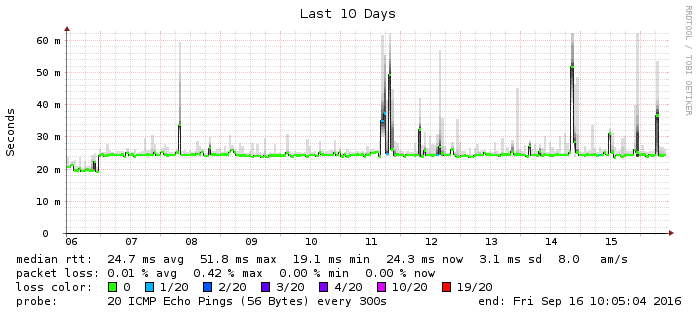 Last 10 Days
RRDTOOL / TOBI OETIKER
Seconds
60 m
50 m
40 m
30 m
20 m
10 m
0
06 07 08 09 10 11 12 13 14 15
median rtt: 24.7 ms avg 51.8 ms max 19.1 ms min 24.3 ms now 3.1 ms sd 8.0 am/s
packet loss: 0.01 % avg 0.42 % max 0.00 % min 0.00 % now
loss color: 0 1/20 2/20 3/20 4/20 10/20 19/20
probe: 20 ICMP Echo Pings (56 Bytes) every 300s end: Fri Sep 16 10:05:04 2016